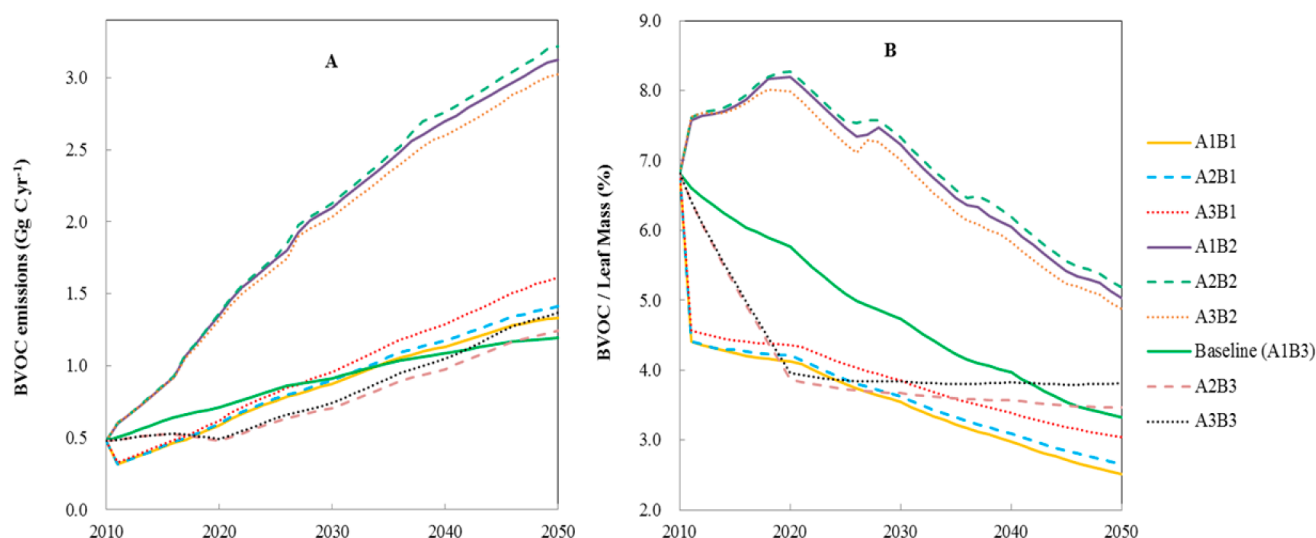 A
BVOC emissions (Gg C yr⁻¹)
3.0
2.5
2.0
1.5
1.0
0.5
0.0
2010 2020 2030 2040 2050
B
BVOC / Leaf Mass (%)
9.0
8.0
7.0
6.0
5.0
4.0
3.0
2.0
2010 2020 2030 2040 2050
A1B1
A2B1
A3B1
A1B2
A2B2
A3B2
Baseline (A1B3)
A2B3
A3B3